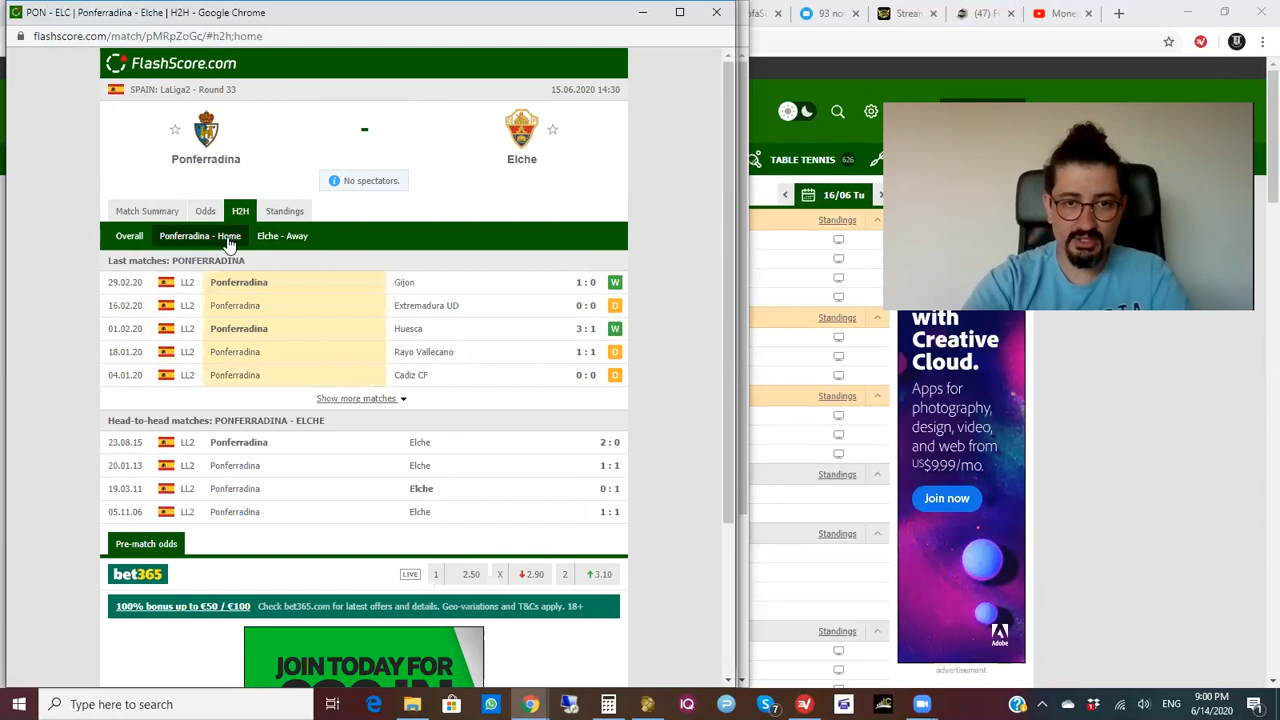 PON - ELC | H2H
93 no
Stream
(47) F
Mone
flashscore.com/match/pMRpZoGc/#h2h;home
FlashScore.com
SPAIN: LaLiga2 - Round 33 15.06.2020 14:30
-
Ponferradina Elche
No spectators.
TABLE TENNIS 626
Match Summary Odds H2H Standings
16/06 Tu
Overall Ponferradina - Home Elche - Away
Last matches: PONFERRADINA
29.02.20 LL2 Ponferradina Gijon 1 : 0 W
16.02.20 LL2 Ponferradina Extremadura UD 0 : 0 D
01.02.20 LL2 Ponferradina Huesca 3 : 1 W
18.01.20 LL2 Ponferradina Rayo Vallecano 1 : 1 D
04.01.20 LL2 Ponferradina Cadiz CF 0 : 0 D
Show more matches
Head-to-head matches: PONFERRADINA - ELCHE
23.08.15 LL2 Ponferradina Elche 2 : 0
20.01.13 LL2 Ponferradina Elche 1 : 1
19.03.11 LL2 Ponferradina Elche 0 : 1
05.11.06 LL2 Ponferradina Elche 1 : 1
Pre-match odds
bet365 LIVE 1 2.50 X 2.90 2 3.10
100% bonus up to €50 / €100 Check bet365.com for latest offers and details. Geo-variations and T&Cs apply. 18+
JOIN TODAY FOR
Standings
Standings
Standings
Standings
Standings
Standings
with
Creative
Cloud.
Apps for
photography,
design, video,
and web from
US$9.99/mo.
Join now
Adobe
advertisement
Type here to search
ENG
9:00 PM
6/14/2020